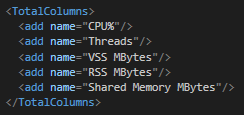 <TotalColumns>
<add name="CPU%"/>
<add name="Threads"/>
<add name="VSS MBytes"/>
<add name="RSS MBytes"/>
<add name="Shared Memory MBytes"/>
</TotalColumns>